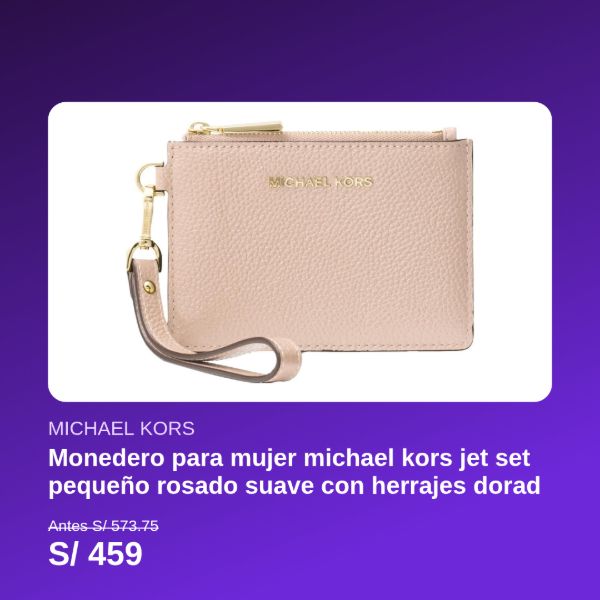 MICHAEL KORS
MICHAEL KORS
Monedero para mujer michael kors jet set
pequeño rosado suave con herrajes dorad
Antes S/ 573.75
S/ 459